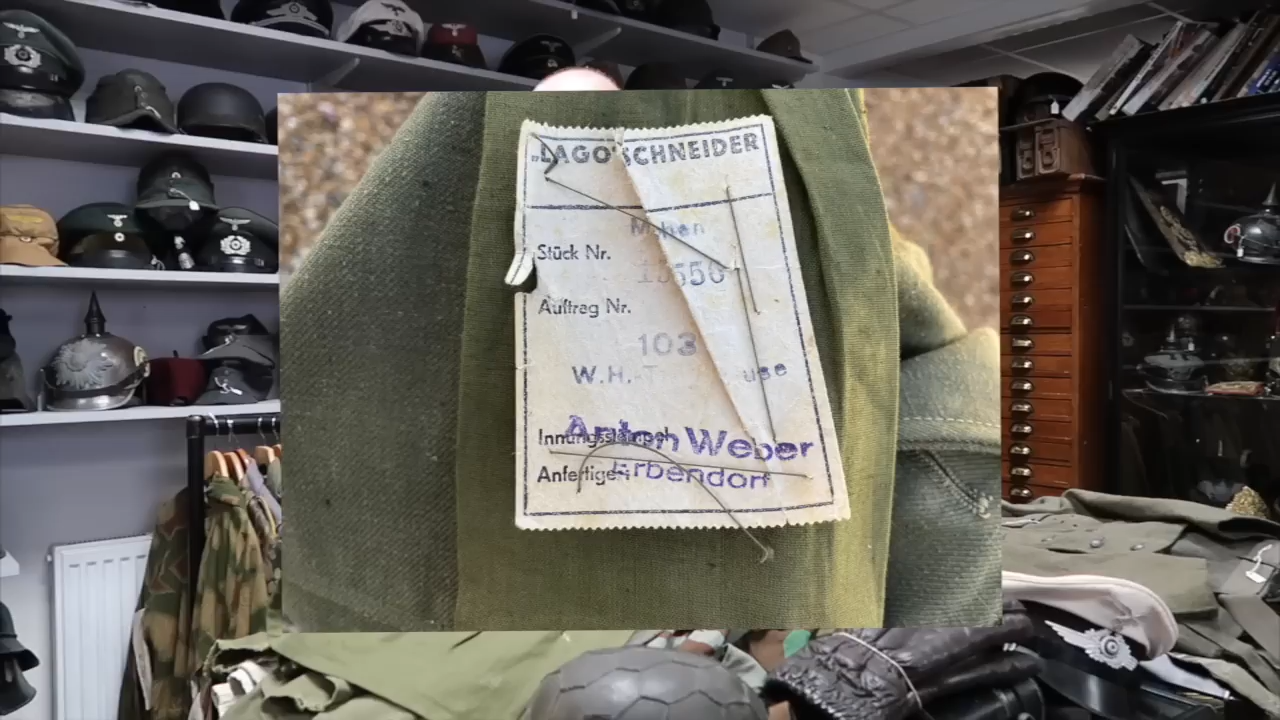 „LAGO" SCHNEIDER
Stück Nr.
Auftrag Nr.
103
W.H.
Innungsstempel
Anton Weber
Anfertiger
Erbendorf